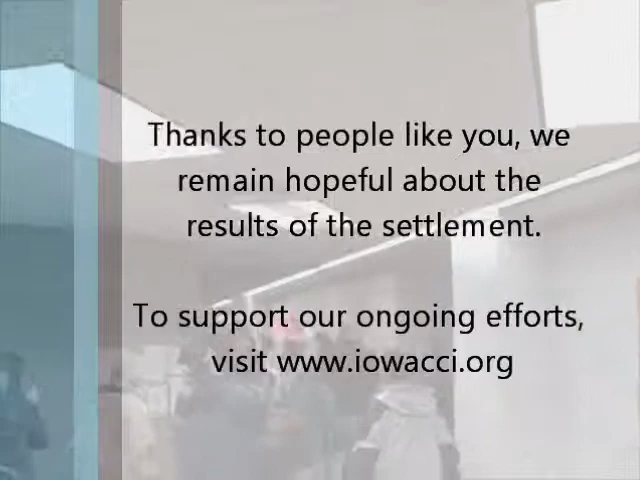 Thanks to people like you, we
remain hopeful about the
results of the settlement.
To support our ongoing efforts,
visit www.iowacci.org